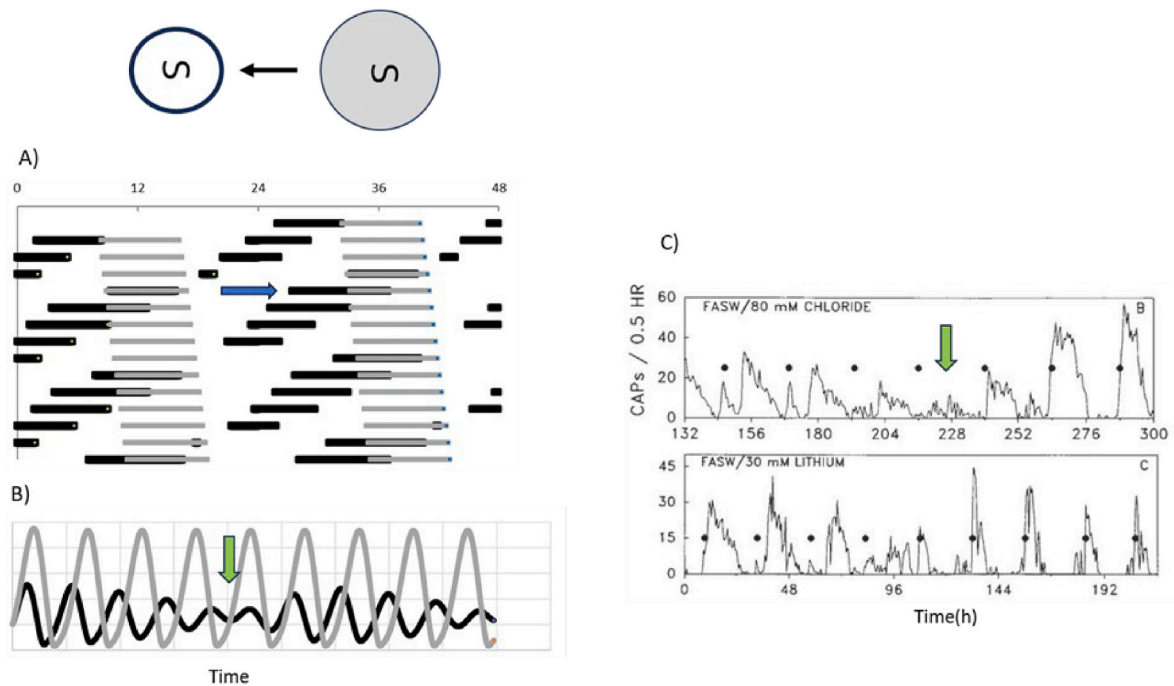 S S
A)
0 12 24 36 48
B)
Time
C)
FASW/80 mM CHLORIDE B
60
40
20
0
CAPs / 0.5 HR
132 156 180 204 228 252 276 300
FASW/30 mM LITHIUM C
45
30
15
0
0 48 96 144 192
Time(h)